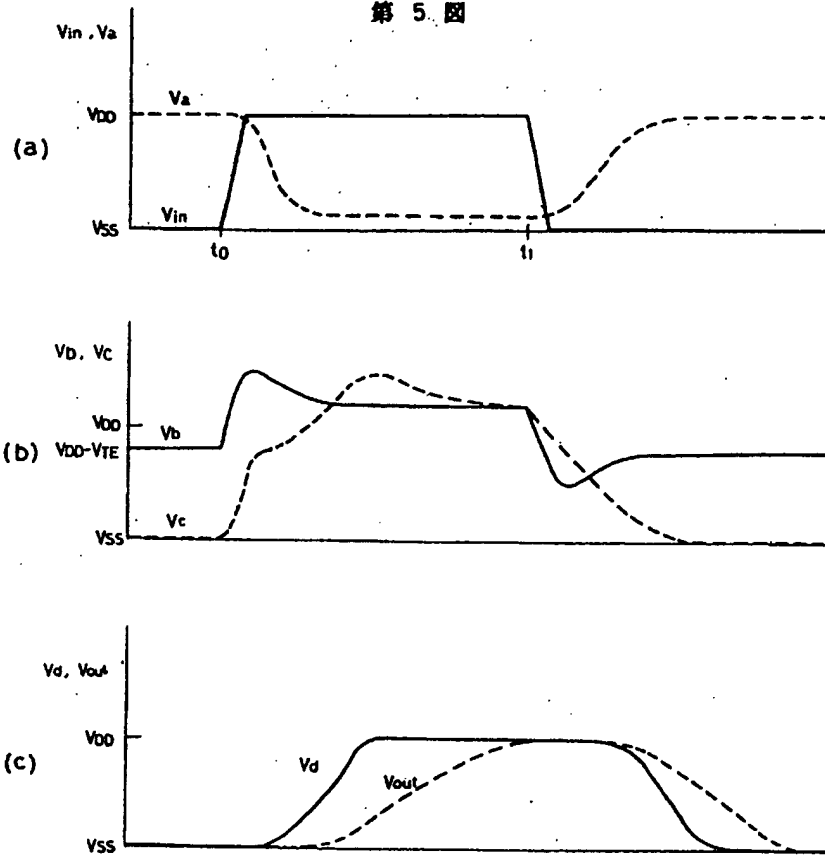 第 5 図
Vin , Va
VDD
Va
(a)
Vin
VSS
t0
t1
VD , VC
VDD
Vb
(b)
VDD-VTE
Vc
VSS
Vd , Vout
VDD
(c)
Vd
Vout
VSS